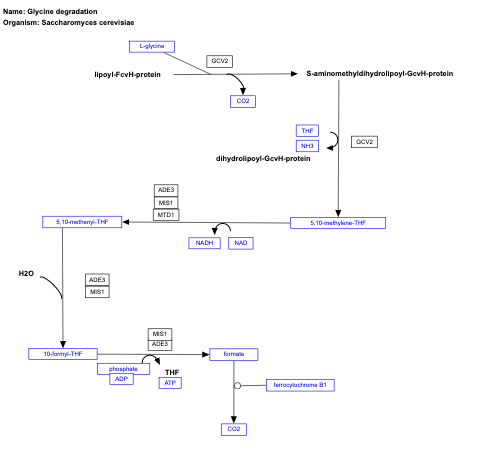 Name: Glycine degradation
Organism: Saccharomyces cerevisiae
L-glycine
GCV2
lipoyl-FcvH-protein
S-aminomethyldihydrolipoyl-GcvH-protein
CO2
THF
GCV2
NH3
dihydrolipoyl-GcvH-protein
ADE3
MIS1
MTD1
5,10-methenyl-THF
5,10-methylene-THF
NADH
NAD
H2O
ADE3
MIS1
MIS1
ADE3
10-formyl-THF
formate
phosphate
THF
ADP
ATP
ferrocytochrome B1
CO2